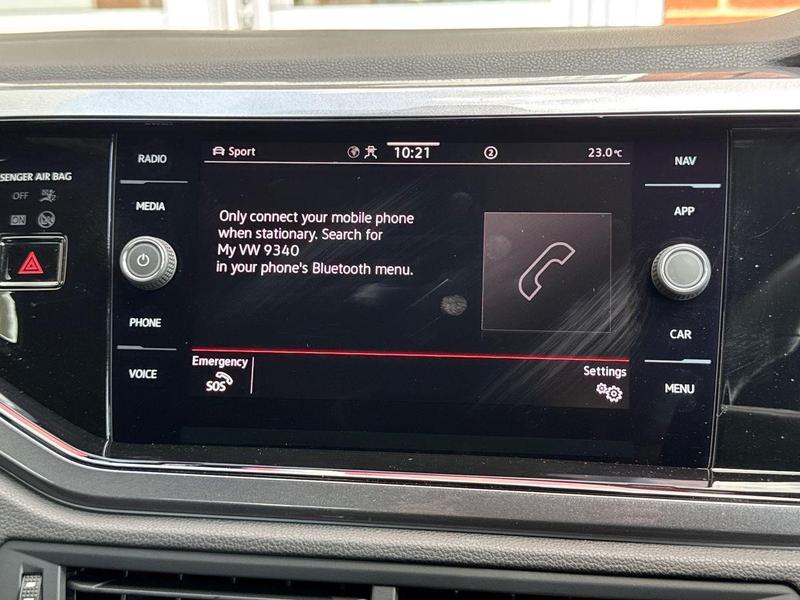 Sport
10:21
2
23.0°C
RADIO
MEDIA
PHONE
VOICE
SENGER AIR BAG
OFF
ON
Only connect your mobile phone
when stationary. Search for
My VW 9340
in your phone's Bluetooth menu.
Emergency
SOS
Settings
NAV
APP
CAR
MENU